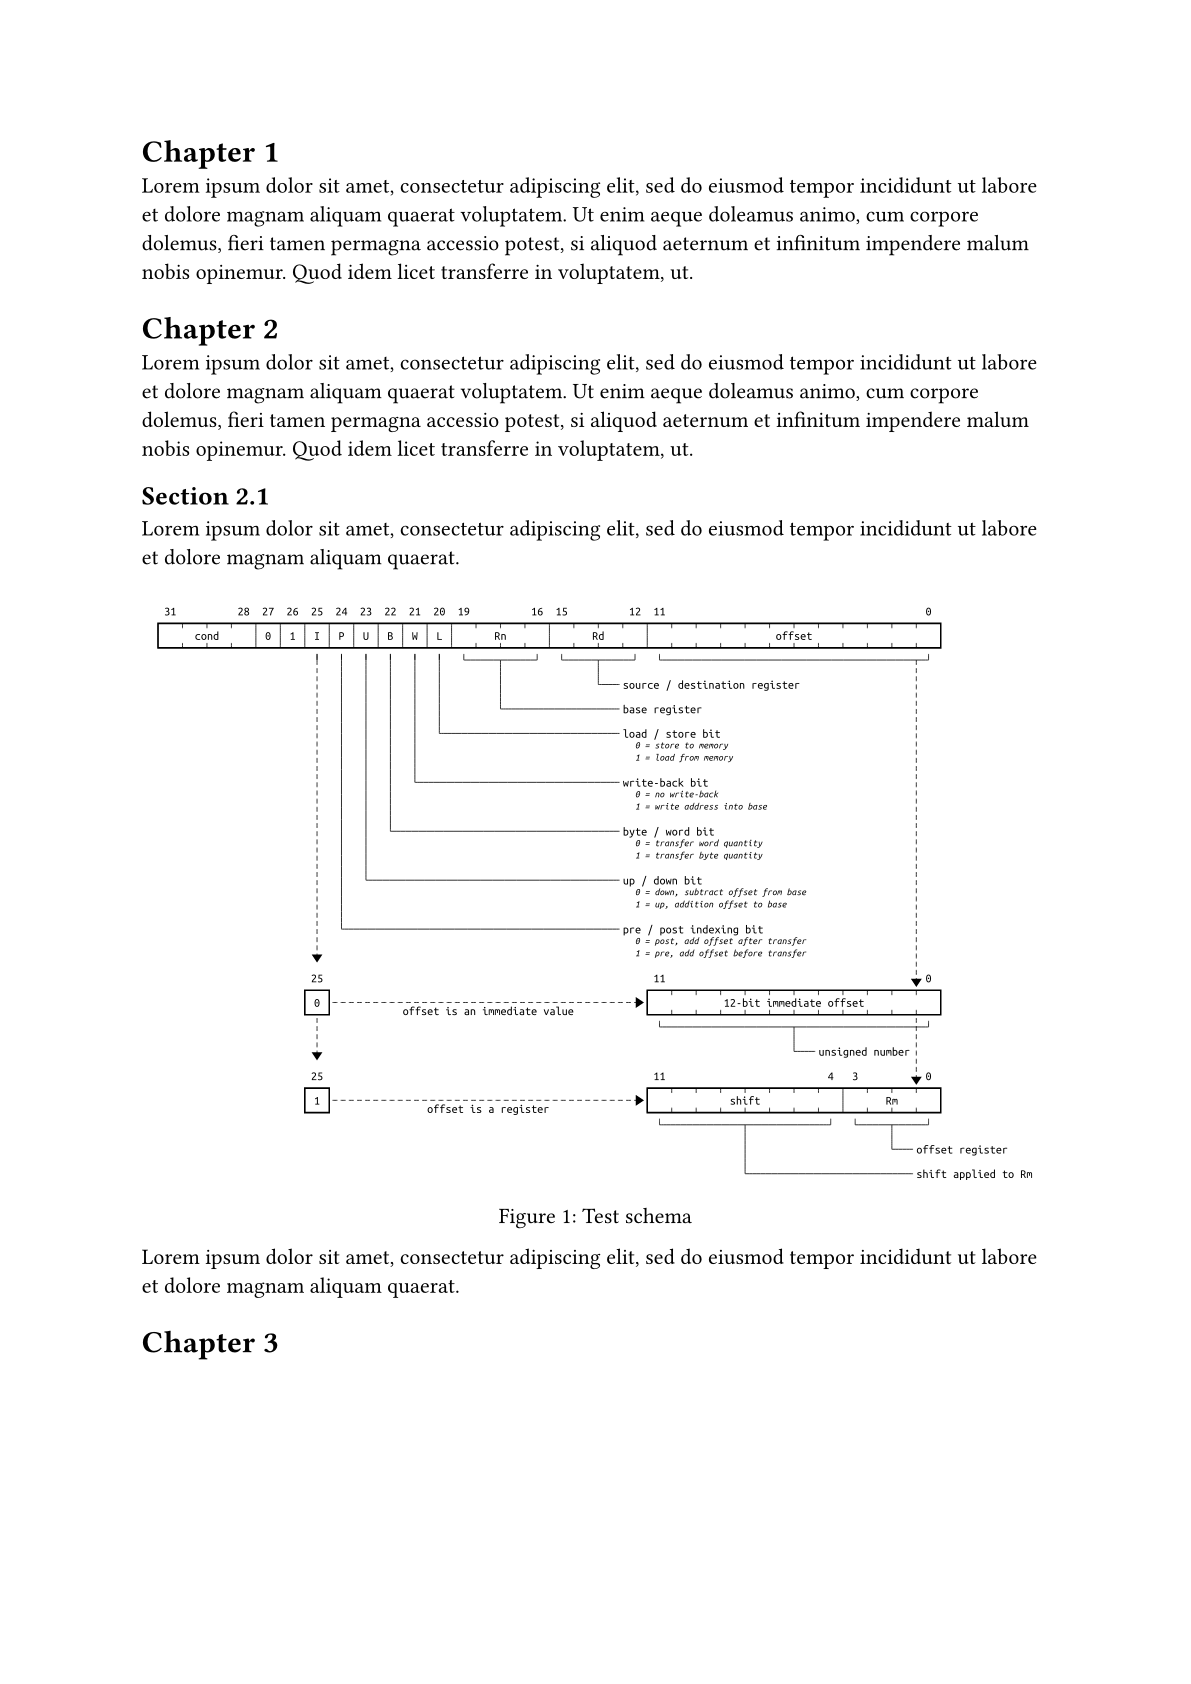 Chapter 1
Lorem ipsum dolor sit amet, consectetur adipiscing elit, sed do eiusmod tempor incididunt ut labore
et dolore magnam aliquam quaerat voluptatem. Ut enim aeque doleamus animo, cum corpore
dolemus, fieri tamen permagna accessio potest, si aliquod aeternum et infinitum impendere malum
nobis opinemur. Quod idem licet transferre in voluptatem, ut.
Chapter 2
Lorem ipsum dolor sit amet, consectetur adipiscing elit, sed do eiusmod tempor incididunt ut labore
et dolore magnam aliquam quaerat voluptatem. Ut enim aeque doleamus animo, cum corpore
dolemus, fieri tamen permagna accessio potest, si aliquod aeternum et infinitum impendere malum
nobis opinemur. Quod idem licet transferre in voluptatem, ut.
Section 2.1
Lorem ipsum dolor sit amet, consectetur adipiscing elit, sed do eiusmod tempor incididunt ut labore
et dolore magnam aliquam quaerat.
31 28 27 26 25 24 23 22 21 20 19 16 15 12 11 0
cond 0 1 I P U B W L Rn Rd offset
source / destination register
base register
load / store bit
0 = store to memory
1 = load from memory
write-back bit
0 = no write-back
1 = write address into base
byte / word bit
0 = transfer word quantity
1 = transfer byte quantity
up / down bit
0 = down, subtract offset from base
1 = up, addition offset to base
pre / post indexing bit
0 = post, add offset after transfer
1 = pre, add offset before transfer
25 11 0
0 12-bit immediate offset
offset is an immediate value
unsigned number
25 11 4 3 0
1 shift Rm
offset is a register
offset register
shift applied to Rm
Figure 1: Test schema
Lorem ipsum dolor sit amet, consectetur adipiscing elit, sed do eiusmod tempor incididunt ut labore
et dolore magnam aliquam quaerat.
Chapter 3